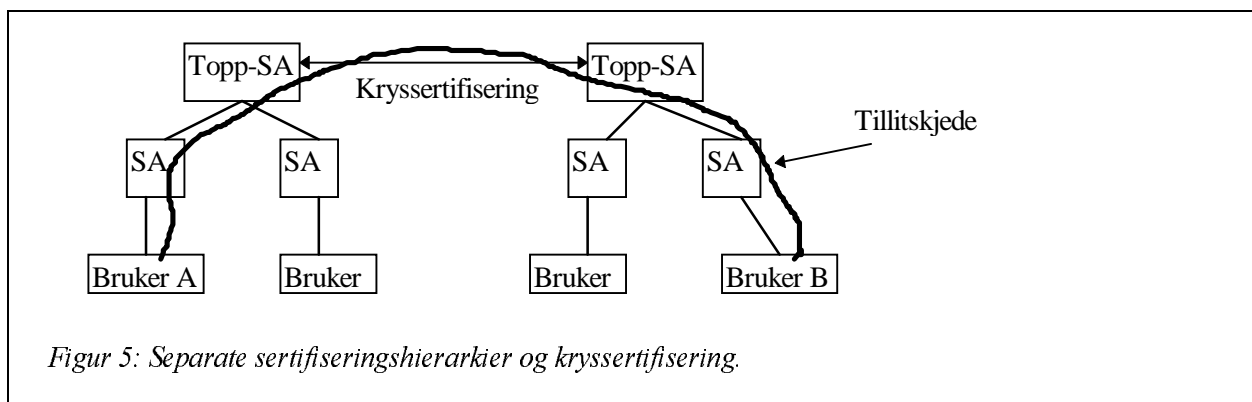 Topp-SA
Topp-SA
Kryssertifisering
Tillitskjede
SA
SA
SA
SA
Bruker A
Bruker
Bruker
Bruker B
Figur 5: Separate sertifiseringshierarkier og kryssertifisering.